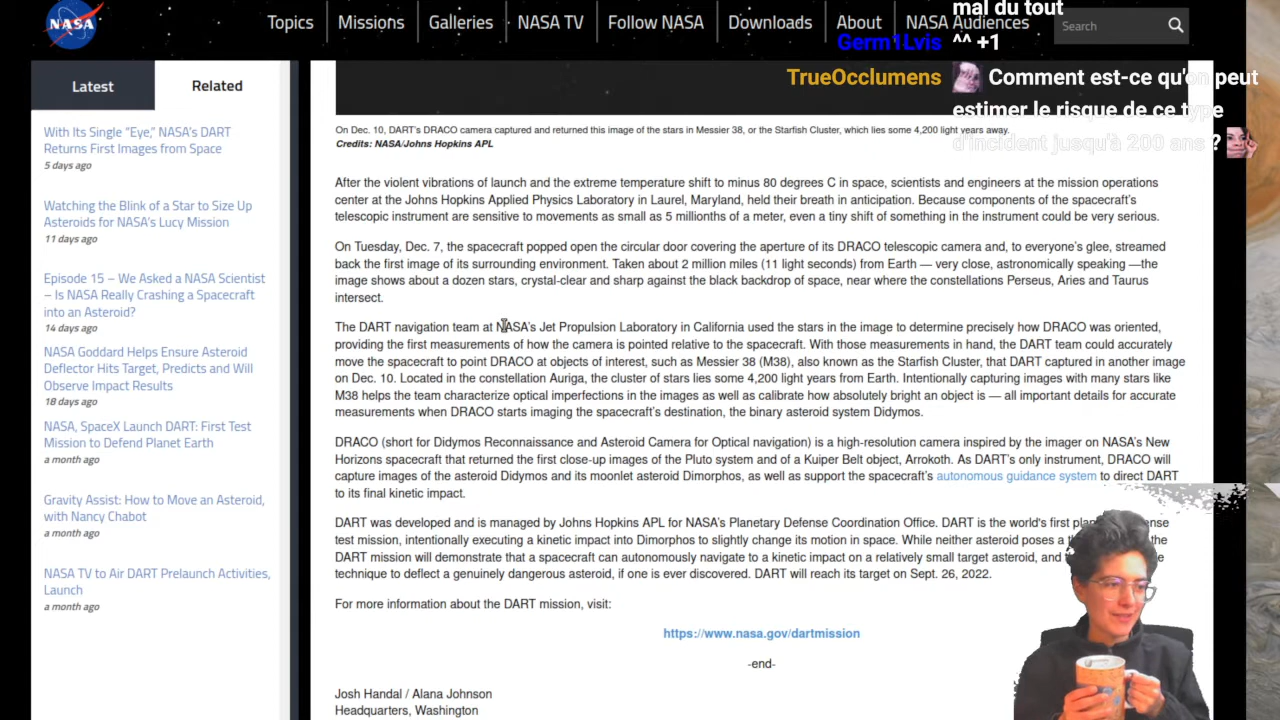 NASA
Topics
Missions
Galleries
NASA TV
Follow NASA
Downloads
About
NASA Audiences
Search
mal du tout
Germ1Lvis ^^ +1
TrueOcclumens Comment est-ce qu'on peut
estimer le risque de ce type
d'incident jusqu'à 200 ans ?
Latest
Related
With Its Single “Eye,” NASA’s DART
Returns First Images from Space
5 days ago
Watching the Blink of a Star to Size Up
Asteroids for NASA’s Lucy Mission
11 days ago
Episode 15 – We Asked a NASA Scientist
– Is NASA Really Crashing a Spacecraft
into an Asteroid?
14 days ago
NASA Goddard Helps Ensure Asteroid
Deflector Hits Target, Predicts and Will
Observe Impact Results
18 days ago
NASA, SpaceX Launch DART: First Test
Mission to Defend Planet Earth
a month ago
Gravity Assist: How to Move an Asteroid,
with Nancy Chabot
a month ago
NASA TV to Air DART Prelaunch Activities,
Launch
a month ago
On Dec. 10, DART’s DRACO camera captured and returned this image of the stars in Messier 38, or the Starfish Cluster, which lies some 4,200 light years away.
Credits: NASA/Johns Hopkins APL
After the violent vibrations of launch and the extreme temperature shift to minus 80 degrees C in space, scientists and engineers at the mission operations
center at the Johns Hopkins Applied Physics Laboratory in Laurel, Maryland, held their breath in anticipation. Because components of the spacecraft’s
telescopic instrument are sensitive to movements as small as 5 millionths of a meter, even a tiny shift of something in the instrument could be very serious.
On Tuesday, Dec. 7, the spacecraft popped open the circular door covering the aperture of its DRACO telescopic camera and, to everyone’s glee, streamed
back the first image of its surrounding environment. Taken about 2 million miles (11 light seconds) from Earth — very close, astronomically speaking —the
image shows about a dozen stars, crystal-clear and sharp against the black backdrop of space, near where the constellations Perseus, Aries and Taurus
intersect.
The DART navigation team at NASA’s Jet Propulsion Laboratory in California used the stars in the image to determine precisely how DRACO was oriented,
providing the first measurements of how the camera is pointed relative to the spacecraft. With those measurements in hand, the DART team could accurately
move the spacecraft to point DRACO at objects of interest, such as Messier 38 (M38), also known as the Starfish Cluster, that DART captured in another image
on Dec. 10. Located in the constellation Auriga, the cluster of stars lies some 4,200 light years from Earth. Intentionally capturing images with many stars like
M38 helps the team characterize optical imperfections in the images as well as calibrate how absolutely bright an object is — all important details for accurate
measurements when DRACO starts imaging the spacecraft’s destination, the binary asteroid system Didymos.
DRACO (short for Didymos Reconnaissance and Asteroid Camera for Optical navigation) is a high-resolution camera inspired by the imager on NASA’s New
Horizons spacecraft that returned the first close-up images of the Pluto system and of a Kuiper Belt object, Arrokoth. As DART’s only instrument, DRACO will
capture images of the asteroid Didymos and its moonlet asteroid Dimorphos, as well as support the spacecraft’s autonomous guidance system to direct DART
to its final kinetic impact.
DART was developed and is managed by Johns Hopkins APL for NASA’s Planetary Defense Coordination Office. DART is the world's first
test mission, intentionally executing a kinetic impact into Dimorphos to slightly change its motion in space. While neither asteroid poses a the
DART mission will demonstrate that a spacecraft can autonomously navigate to a kinetic impact on a relatively small target asteroid, and
technique to deflect a genuinely dangerous asteroid, if one is ever discovered. DART will reach its target on Sept. 26, 2022.
For more information about the DART mission, visit:
https://www.nasa.gov/dartmission
-end-
Josh Handal / Alana Johnson
Headquarters, Washington